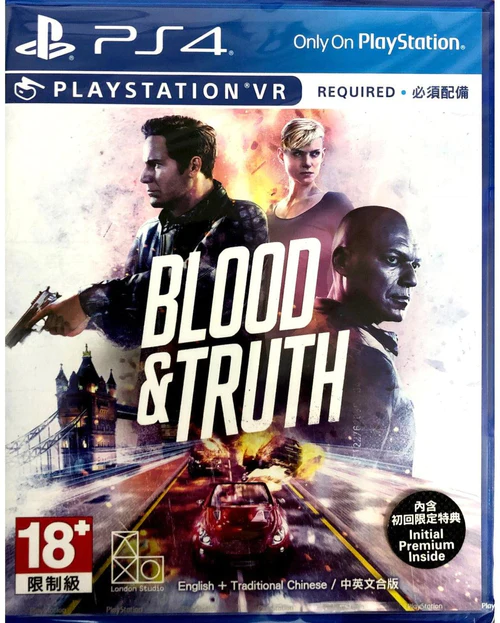 PS4
Only On PlayStation®
PLAYSTATION®VR
REQUIRED • 必須配備
BLOOD
& TRUTH
內含
初回限定特典
Initial
Premium
Inside
18+
限制級
London Studio
English + Traditional Chinese / 中英文合版
PlayStation
PlayStation